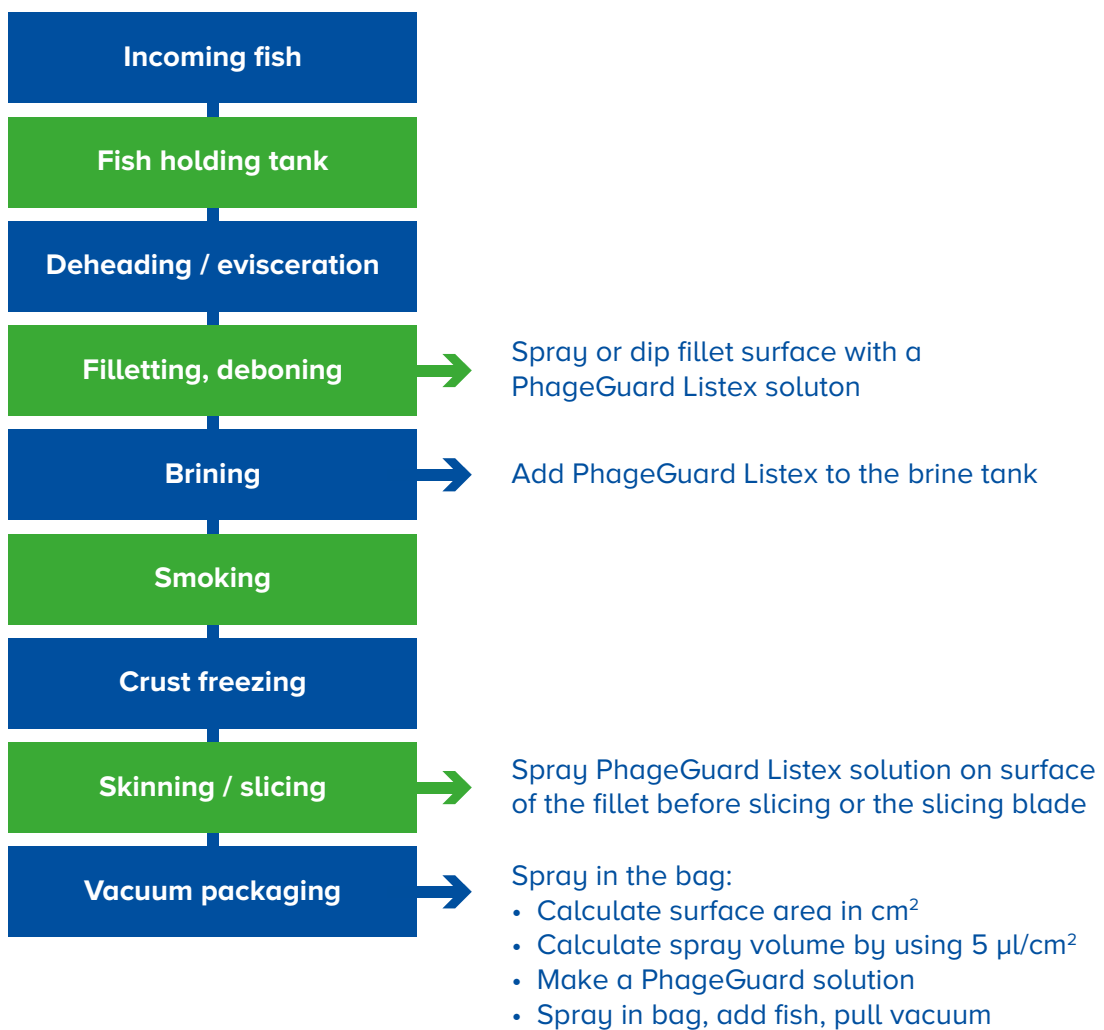 Incoming fish
Fish holding tank
Deheading / evisceration
Filletting, deboning
Spray or dip fillet surface with a
PhageGuard Listex soluton
Brining
Add PhageGuard Listex to the brine tank
Smoking
Crust freezing
Skinning / slicing
Spray PhageGuard Listex solution on surface
of the fillet before slicing or the slicing blade
Vacuum packaging
Spray in the bag:
• Calculate surface area in cm²
• Calculate spray volume by using 5 µl/cm²
• Make a PhageGuard solution
• Spray in bag, add fish, pull vacuum